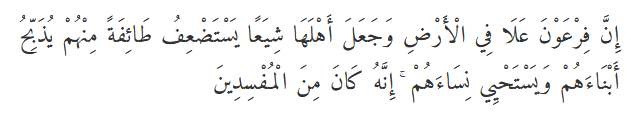 إِنَّ فِرْعَوْنَ عَلَا فِي الْأَرْضِ وَجَعَلَ أَهْلَهَا شِيَعًا يَسْتَضْعِفُ طَائِفَةً مِنْهُمْ يُذَبِّحُ
أَبْنَاءَهُمْ وَيَسْتَحْيِي نِسَاءَهُمْ ۚ إِنَّهُ كَانَ مِنَ الْمُفْسِدِينَ